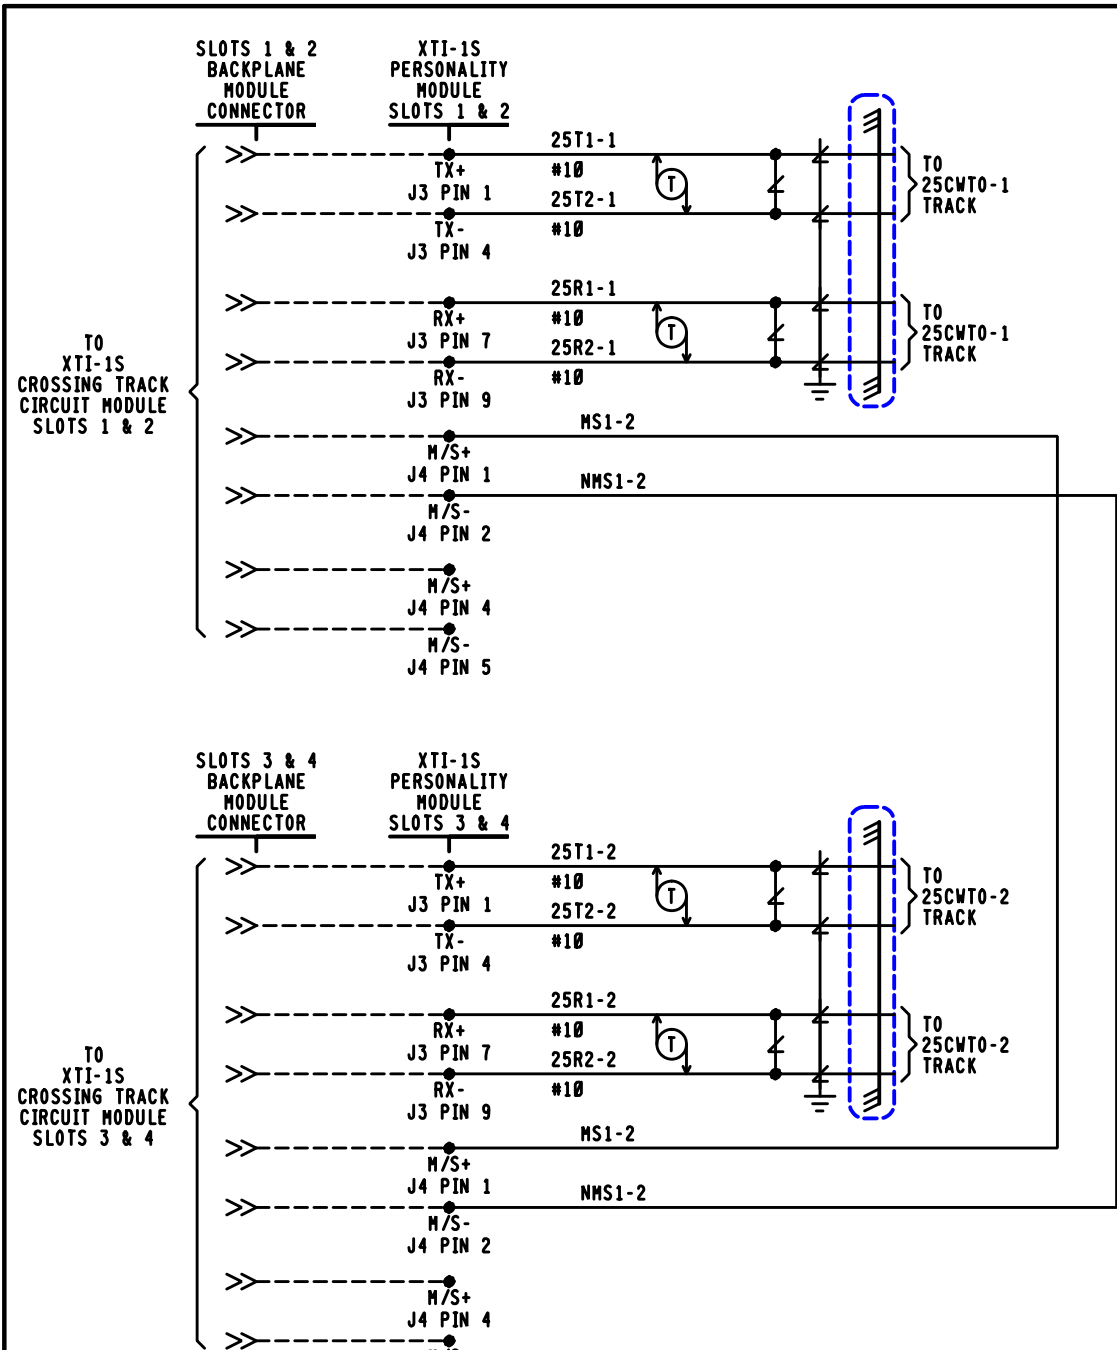 SLOTS 1 & 2
BACKPLANE
MODULE
CONNECTOR
XTI-1S
PERSONALITY
MODULE
SLOTS 1 & 2
25T1-1
#10
TX+
J3 PIN 1
T
25T2-1
#10
TX-
J3 PIN 4
TO
25CWTO-1
TRACK
25R1-1
#10
RX+
J3 PIN 7
T
25R2-1
#10
RX-
J3 PIN 9
TO
25CWTO-1
TRACK
TO
XTI-1S
CROSSING TRACK
CIRCUIT MODULE
SLOTS 1 & 2
MS1-2
M/S+
J4 PIN 1
NMS1-2
M/S-
J4 PIN 2
M/S+
J4 PIN 4
M/S-
J4 PIN 5
SLOTS 3 & 4
BACKPLANE
MODULE
CONNECTOR
XTI-1S
PERSONALITY
MODULE
SLOTS 3 & 4
25T1-2
#10
TX+
J3 PIN 1
T
25T2-2
#10
TX-
J3 PIN 4
TO
25CWTO-2
TRACK
25R1-2
#10
RX+
J3 PIN 7
T
25R2-2
#10
RX-
J3 PIN 9
TO
25CWTO-2
TRACK
TO
XTI-1S
CROSSING TRACK
CIRCUIT MODULE
SLOTS 3 & 4
MS1-2
M/S+
J4 PIN 1
NMS1-2
M/S-
J4 PIN 2
M/S+
J4 PIN 4